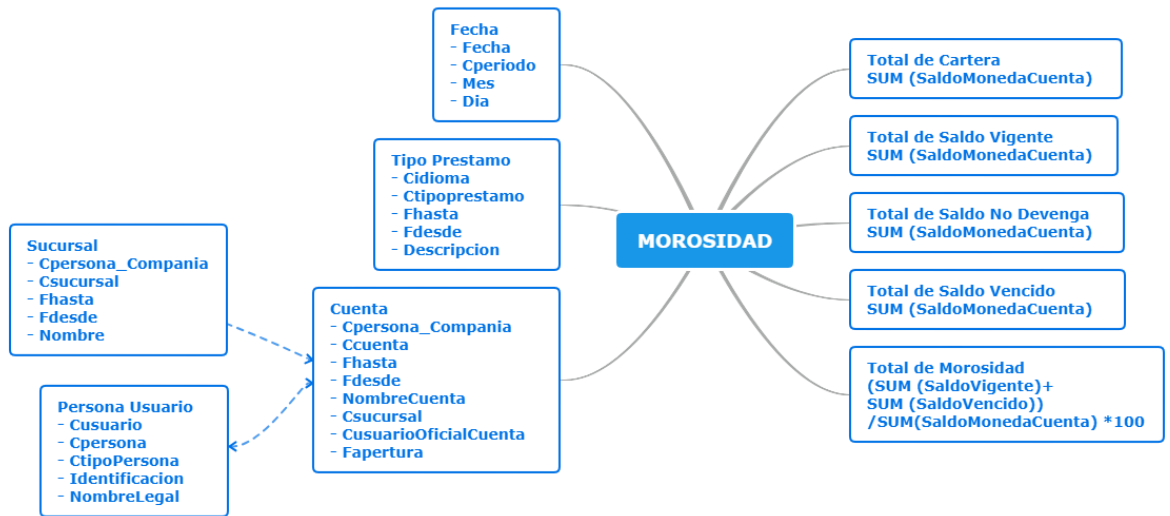 Fecha
- Fecha
- Cperiodo
- Mes
- Dia
Tipo Prestamo
- Cidioma
- Ctipoprestamo
- Fhasta
- Fdesde
- Descripcion
Sucursal
- Cpersona_Compania
- Csucursal
- Fhasta
- Fdesde
- Nombre
Persona Usuario
- Cusuario
- Cpersona
- CtipoPersona
- Identificacion
- NombreLegal
Cuenta
- Cpersona_Compania
- Ccuenta
- Fhasta
- Fdesde
- NombreCuenta
- Csucursal
- CusuarioOficialCuenta
- Fapertura
MOROSIDAD
Total de Cartera
SUM (SaldoMonedaCuenta)
Total de Saldo Vigente
SUM (SaldoMonedaCuenta)
Total de Saldo No Devenga
SUM (SaldoMonedaCuenta)
Total de Saldo Vencido
SUM (SaldoMonedaCuenta)
Total de Morosidad
(SUM (SaldoVigente)+
SUM (SaldoVencido))
/SUM(SaldoMonedaCuenta) *100